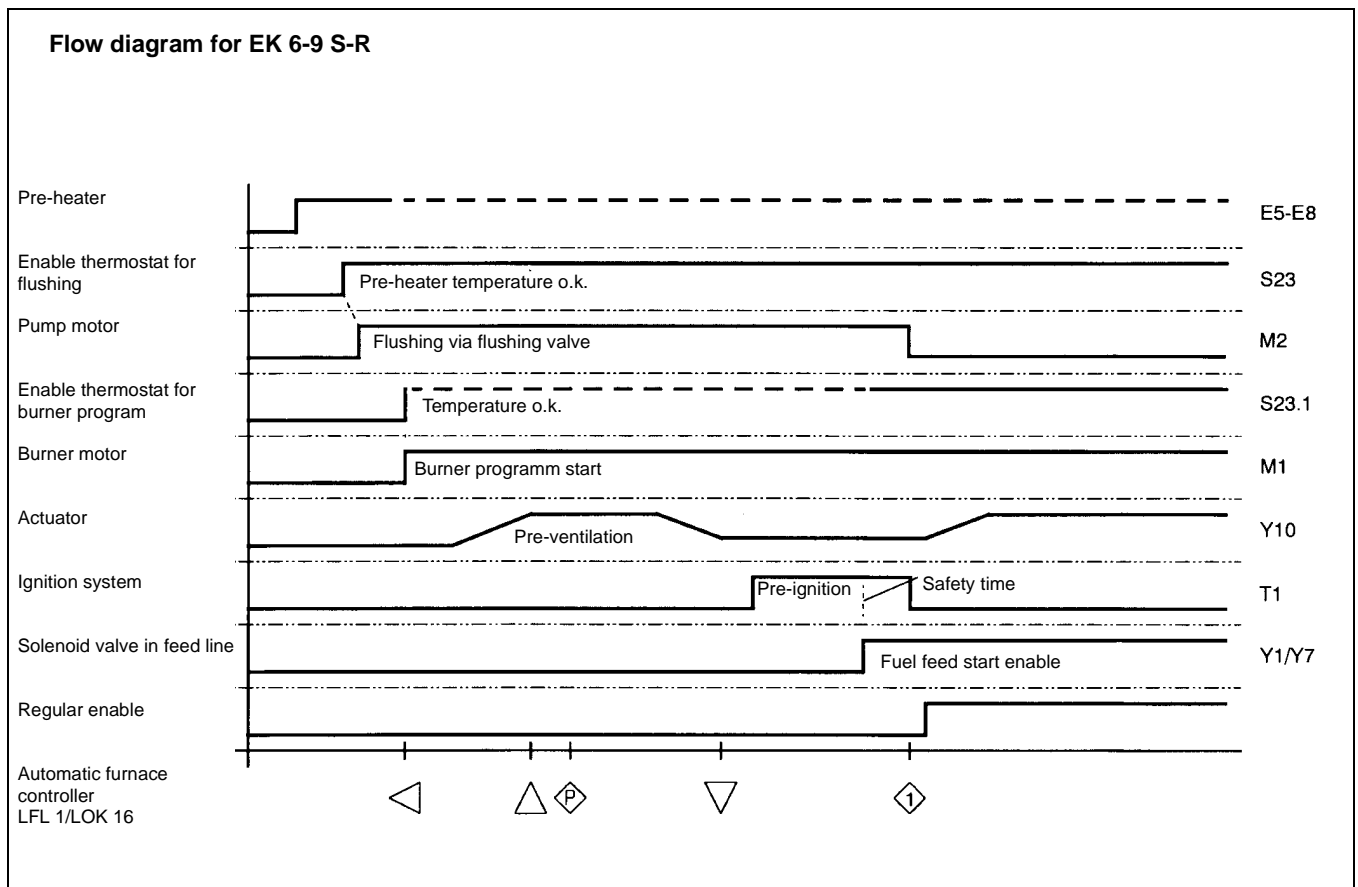 Flow diagram for EK 6-9 S-R
Pre-heater
E5-E8
Enable thermostat for
flushing
Pre-heater temperature o.k.
S23
Pump motor
Flushing via flushing valve
M2
Enable thermostat for
burner program
Temperature o.k.
S23.1
Burner motor
Burner programm start
M1
Actuator
Pre-ventilation
Y10
Ignition system
Pre-ignition
Safety time
T1
Solenoid valve in feed line
Fuel feed start enable
Y1/Y7
Regular enable
Automatic furnace
controller
LFL 1/LOK 16
P
1